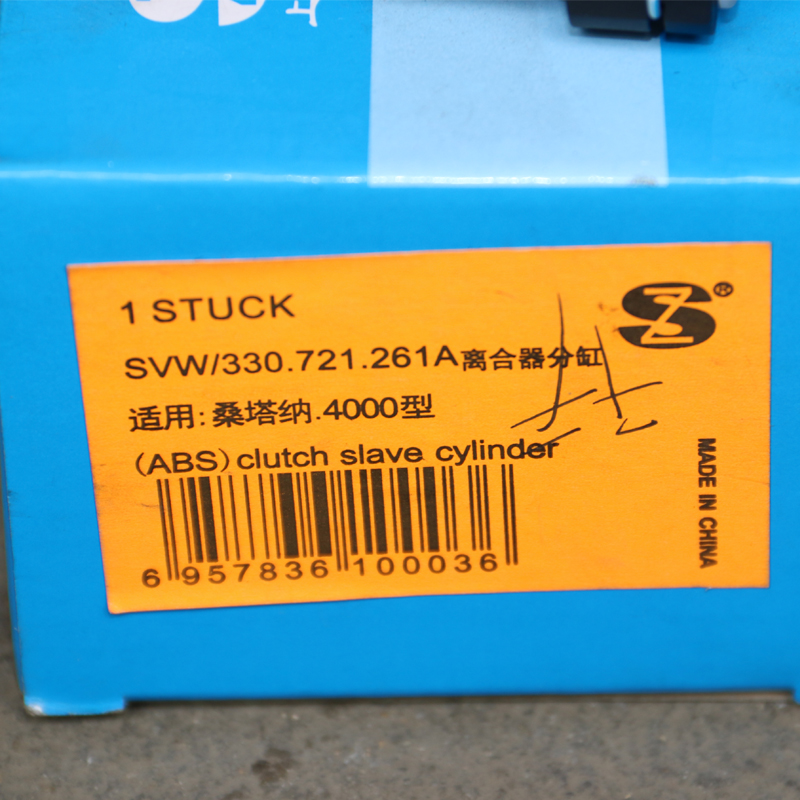 1 STUCK
SVW/330.721.261A离合器分缸
适用:桑塔纳.4000型
(ABS)clutch slave cylinder
6 957836 100036
SZ®
MADE IN CHINA